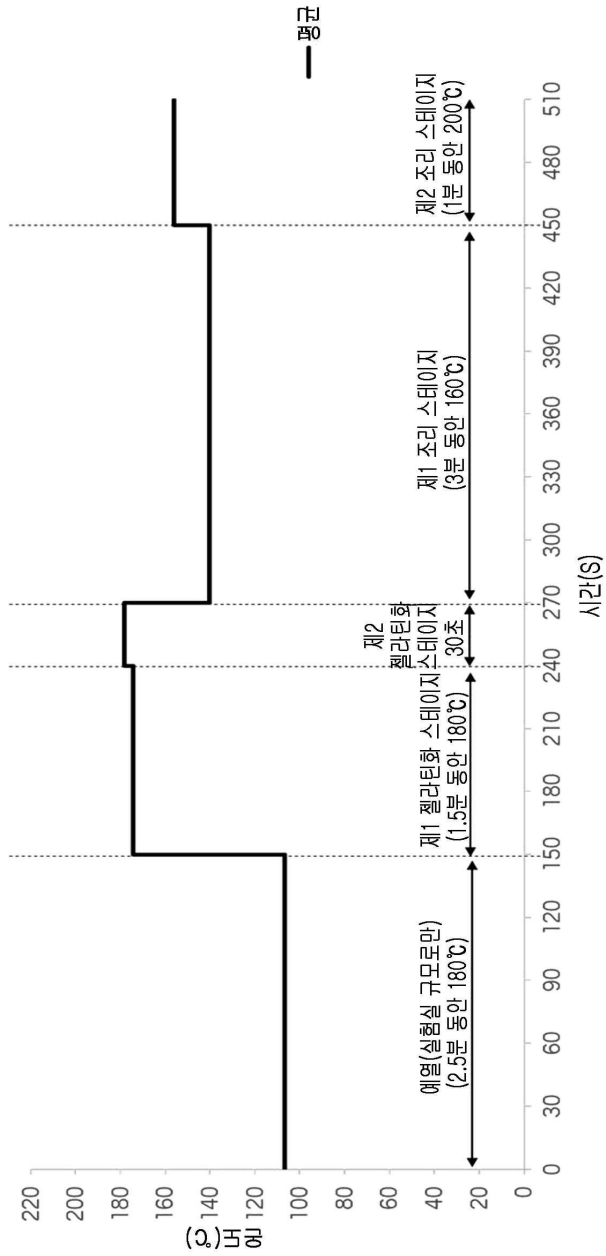 220
200
180
160
140
120
100
80
60
40
20
0
온도(℃)
0
30
60
90
120
150
180
210
240
270
300
330
360
390
420
450
480
510
시간(S)
예열(실험실 규모로만)
(2.5분 동안 180℃)
제1 젤라틴화 스테이지
(1.5분 동안 180℃)
제2
젤라틴화
스테이지
30초
제1 조리 스테이지
(3분 동안 160℃)
제2 조리 스테이지
(1분 동안 200℃)
평균